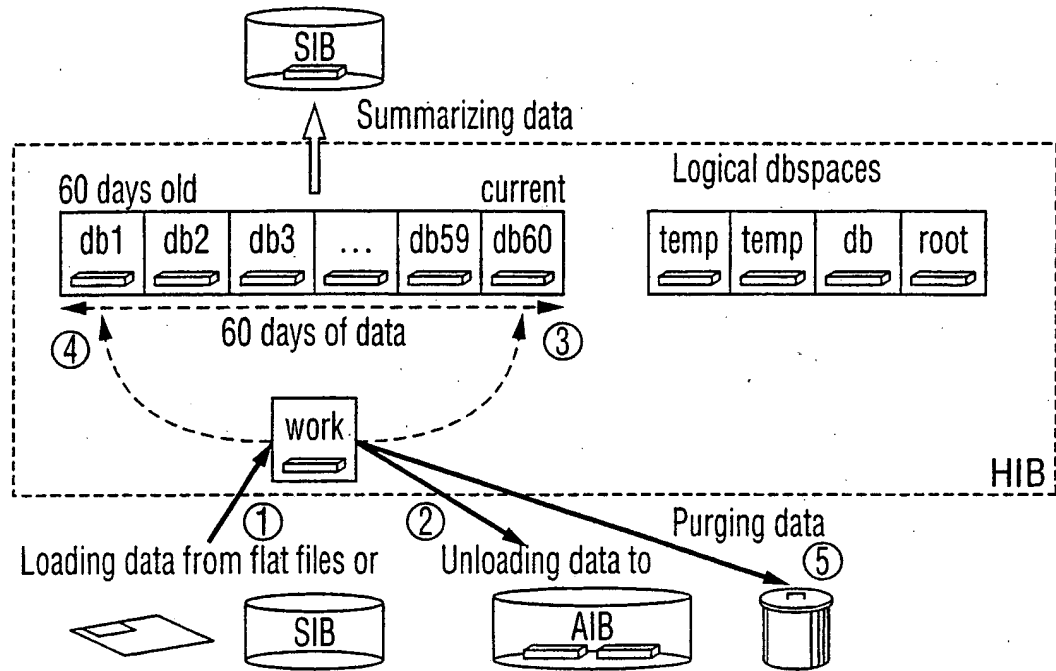 SIB
Summarizing data
60 days old current Logical dbspaces
db1 db2 db3 ... db59 db60 temp temp db root
④ 60 days of data ③
work
HIB
① ② Purging data
Loading data from flat files or Unloading data to ⑤
SIB AIB